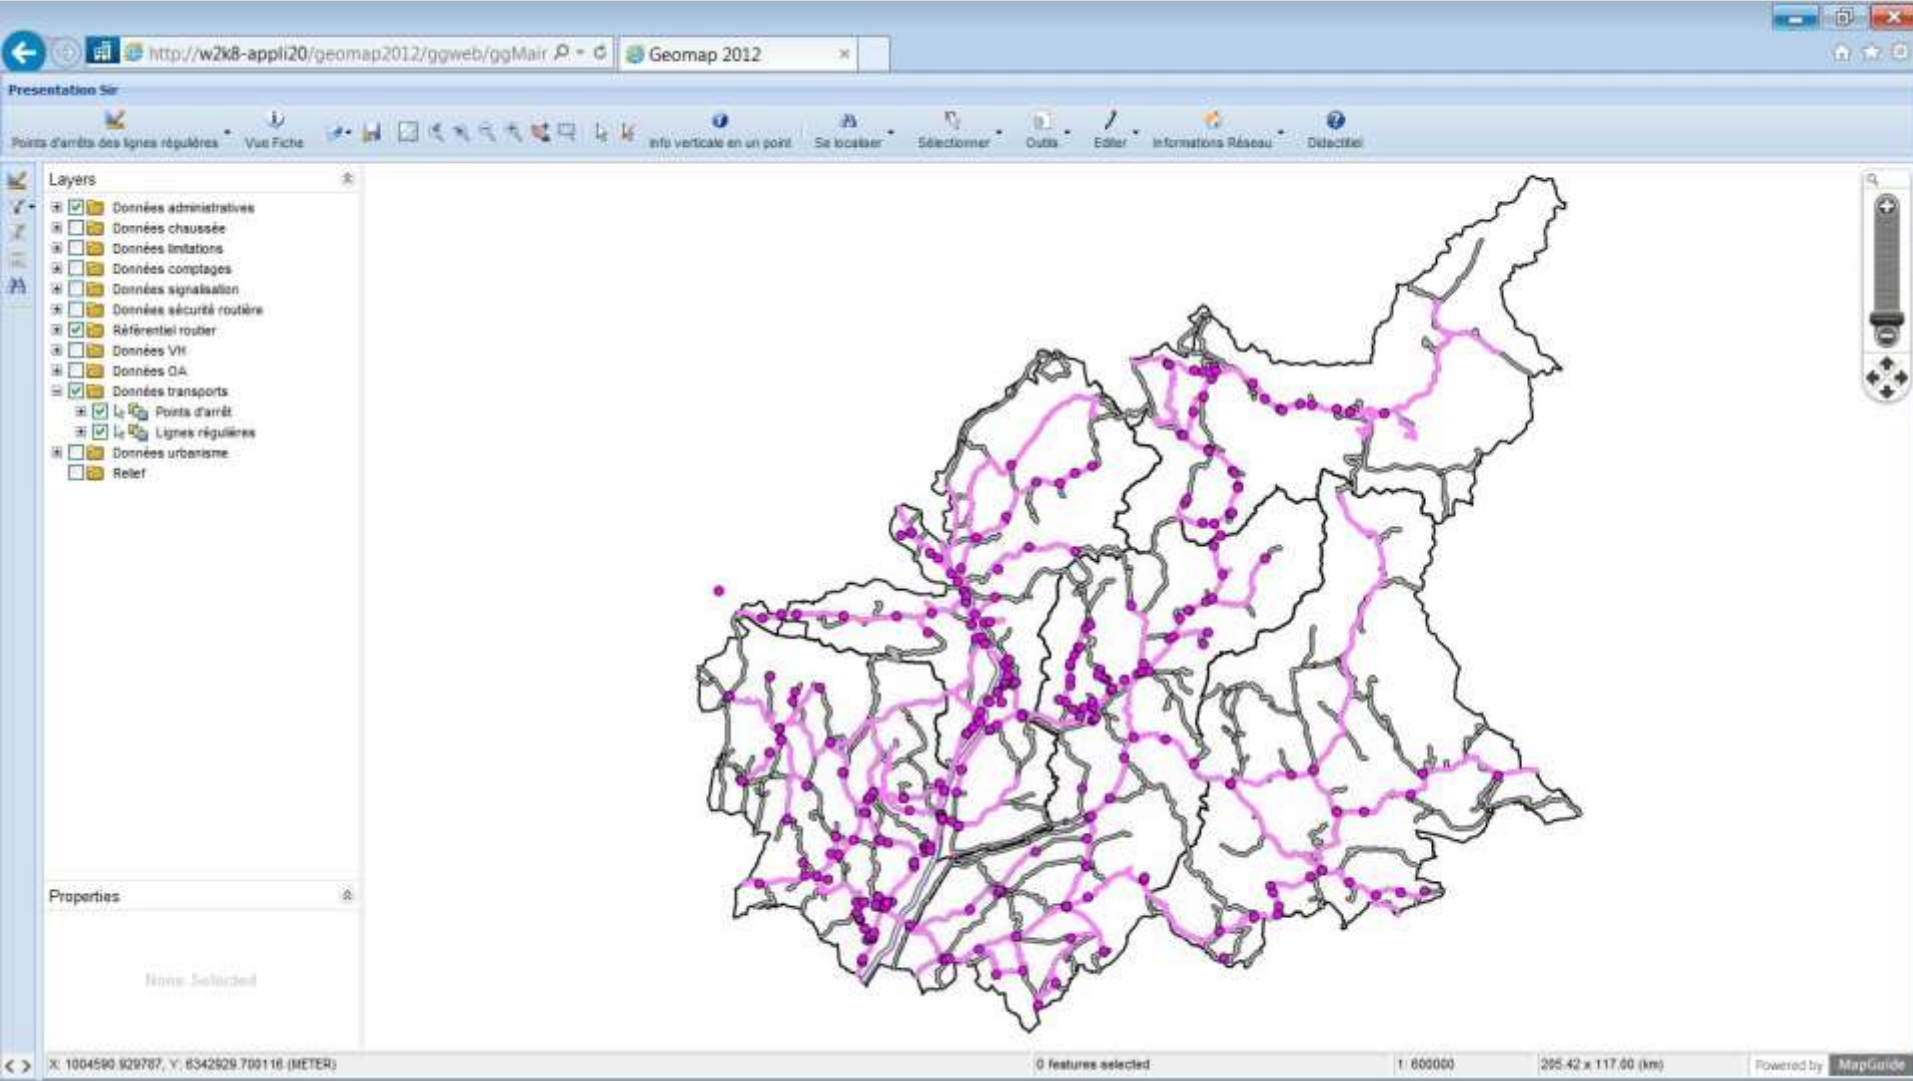 http://w2k8-appli20/geomap2012/ggweb/ggMair
Geomap 2012
Presentation Sir
Points d'arrêts des lignes régulières
Vue Fiche
Info verticale en un point
Se localiser
Sélectionner
Outils
Editer
Informations Réseau
Didactitiel
Layers
Données administratives
Données chaussée
Données limitations
Données comptages
Données signalisation
Données sécurité routière
Référentiel routier
Données VH
Données OA
Données transports
Points d'arrêt
Lignes régulières
Données urbanisme
Relief
Properties
None Selected
X: 1004590.929787, Y: 6342929.700116 (METER)
0 features selected
1: 600000
205.42 x 117.00 (km)
Powered by MapGuide